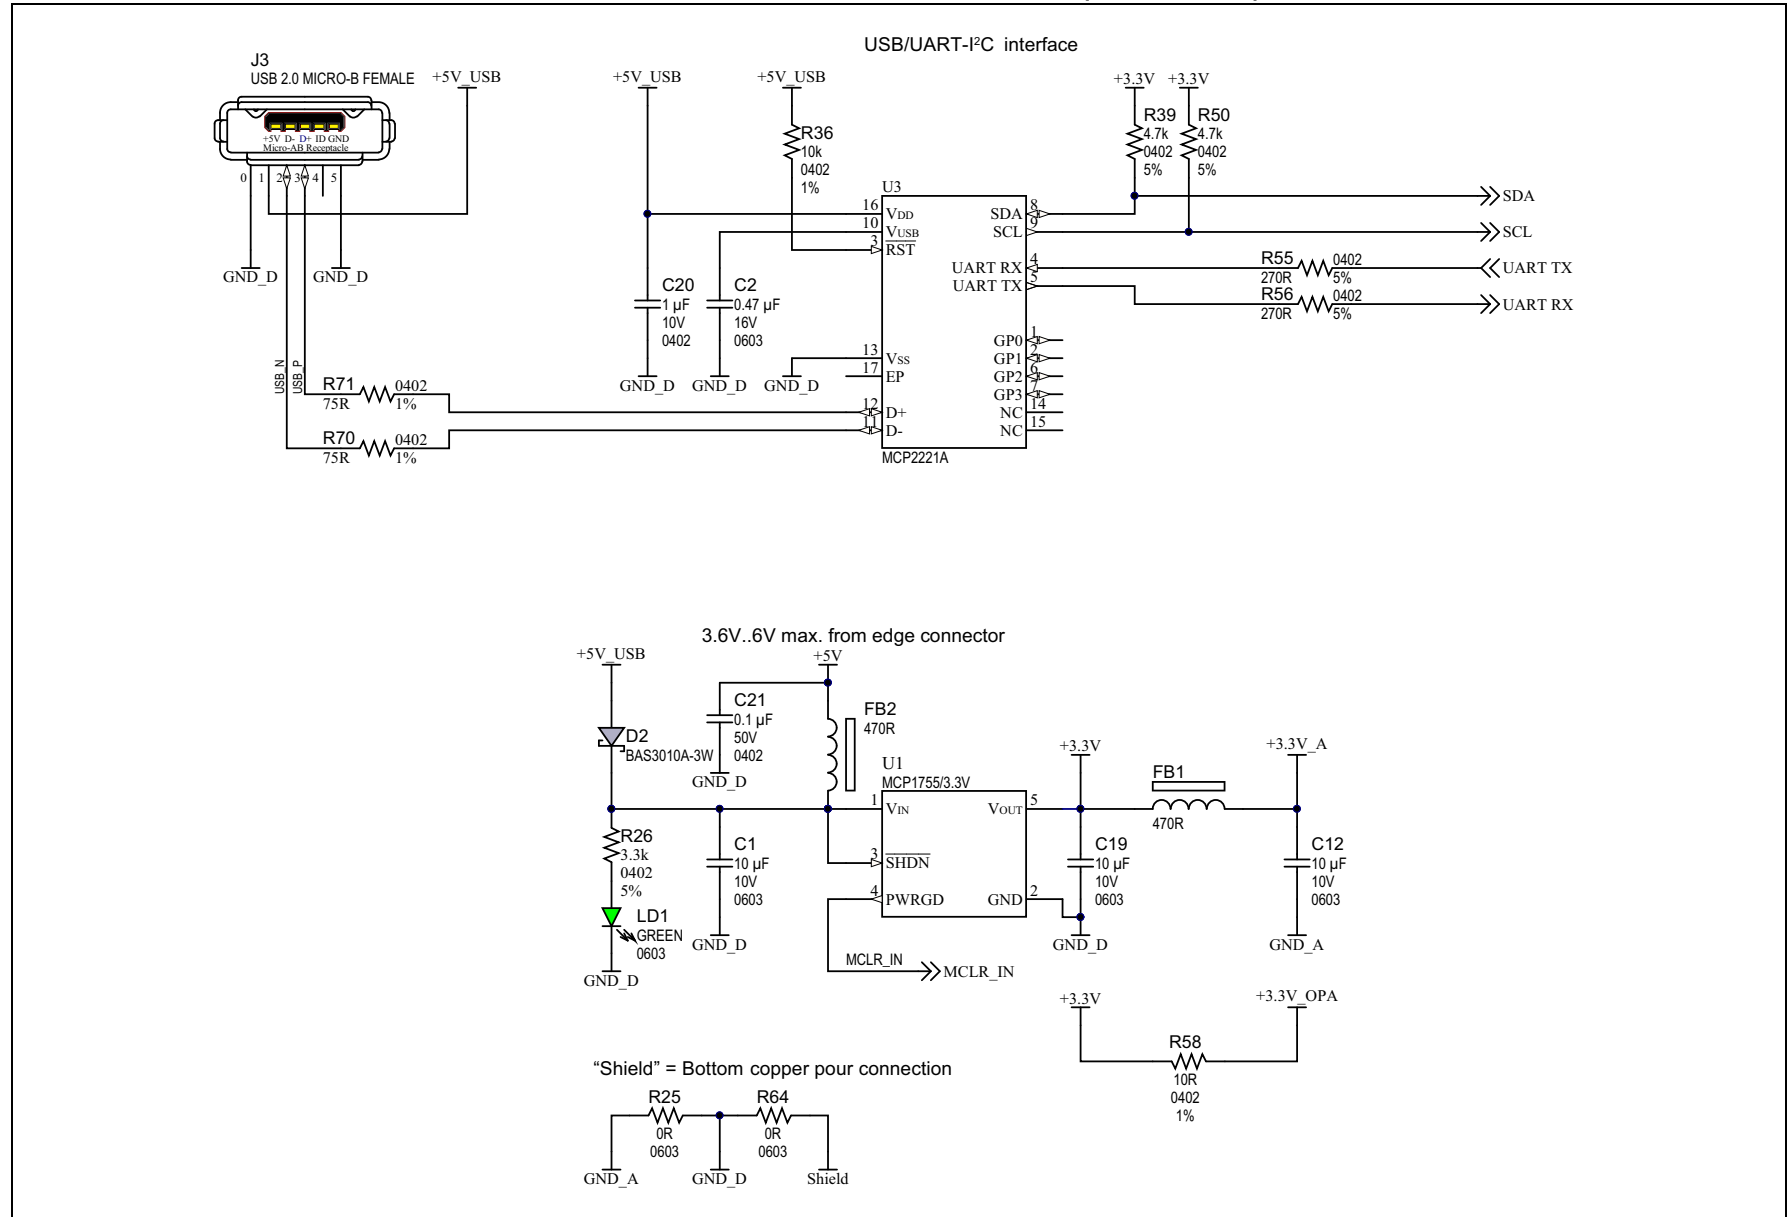 USB/UART-I²C interface
J3
USB 2.0 MICRO-B FEMALE
+5V_USB
+5V D- D+ ID GND
Micro-AB Receptacle
0 1 2 3 4 5
GND_D
GND_D
USB_N
USB_P
R71
75R
0402
1%
R70
75R
0402
1%
+5V_USB
C20
1 µF
10V
0402
GND_D
C2
0.47 µF
16V
0603
GND_D
+5V_USB
R36
10k
0402
1%
GND_D
U3
16 VDD
10 VUSB
3 RST
13 VSS
17 EP
12 D+
11 D-
SDA 8
SCL 9
UART RX 4
UART TX 5
GP0 1
GP1 2
GP2 6
GP3 7
NC 14
NC 15
MCP2221A
+3.3V
R39
4.7k
0402
5%
+3.3V
R50
4.7k
0402
5%
SDA
SCL
R55
270R
0402
5%
UART TX
R56
270R
0402
5%
UART RX
3.6V..6V max. from edge connector
+5V_USB
D2
BAS3010A-3W
R26
3.3k
0402
5%
LD1
GREEN
0603
GND_D
+5V
C21
0.1 µF
50V
0402
GND_D
FB2
470R
C1
10 µF
10V
0603
GND_D
U1
MCP1755/3.3V
1 VIN
3 SHDN
4 PWRGD
VOUT 5
GND 2
MCLR_IN
MCLR_IN
+3.3V
C19
10 µF
10V
0603
GND_D
FB1
470R
+3.3V_A
C12
10 µF
10V
0603
GND_A
+3.3V
R58
10R
0402
1%
+3.3V_OPA
“Shield” = Bottom copper pour connection
R25
0R
0603
R64
0R
0603
GND_A
GND_D
Shield